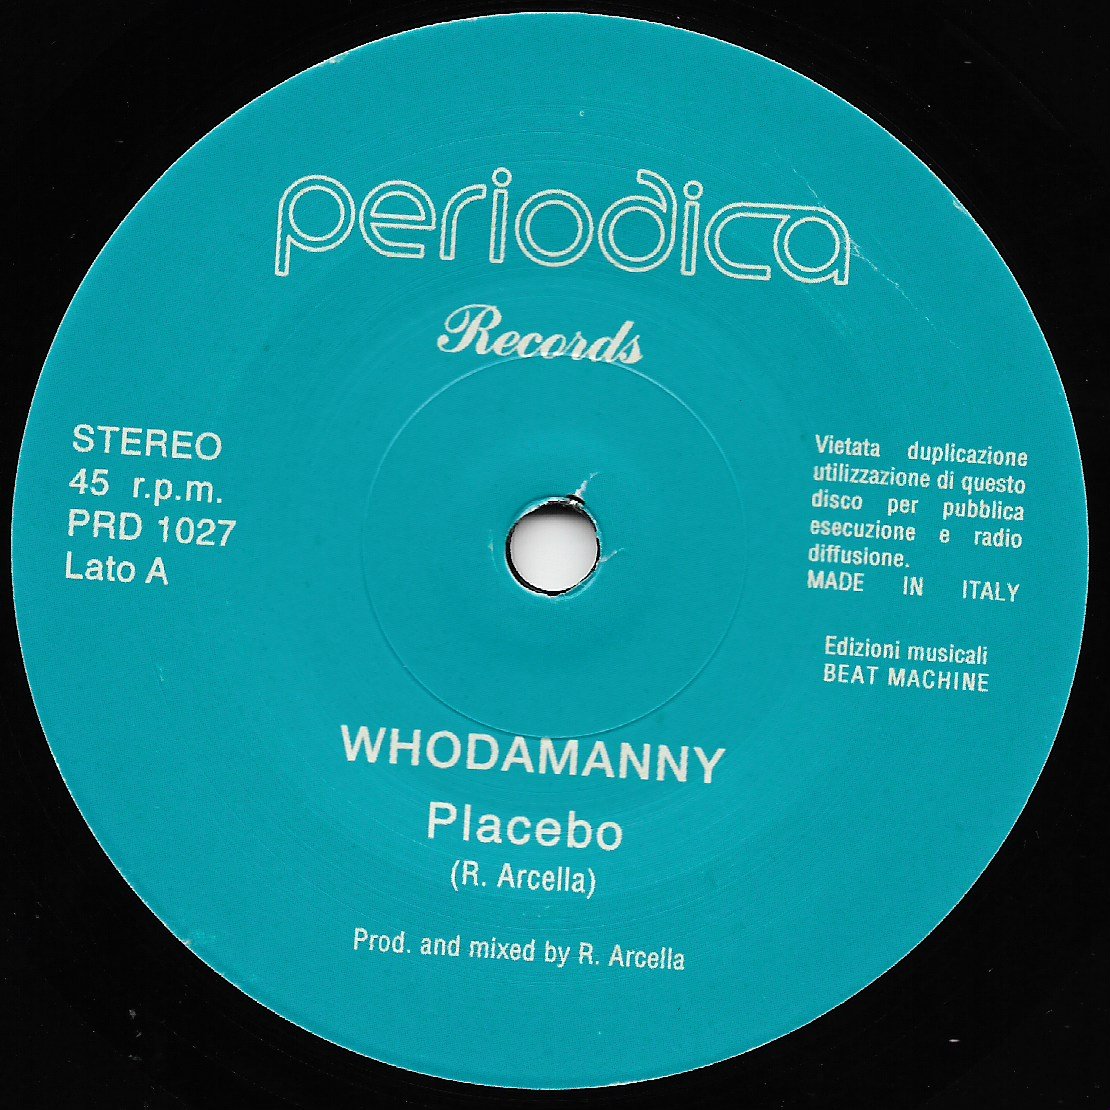 periodica
Records
STEREO
45 r.p.m.
PRD 1027
Lato A
Vietata duplicazione
utilizzazione di questo
disco per pubblica
esecuzione e radio
diffusione.
MADE IN ITALY
Edizioni musicali
BEAT MACHINE
WHODAMANNY
Placebo
(R. Arcella)
Prod. and mixed by R. Arcella